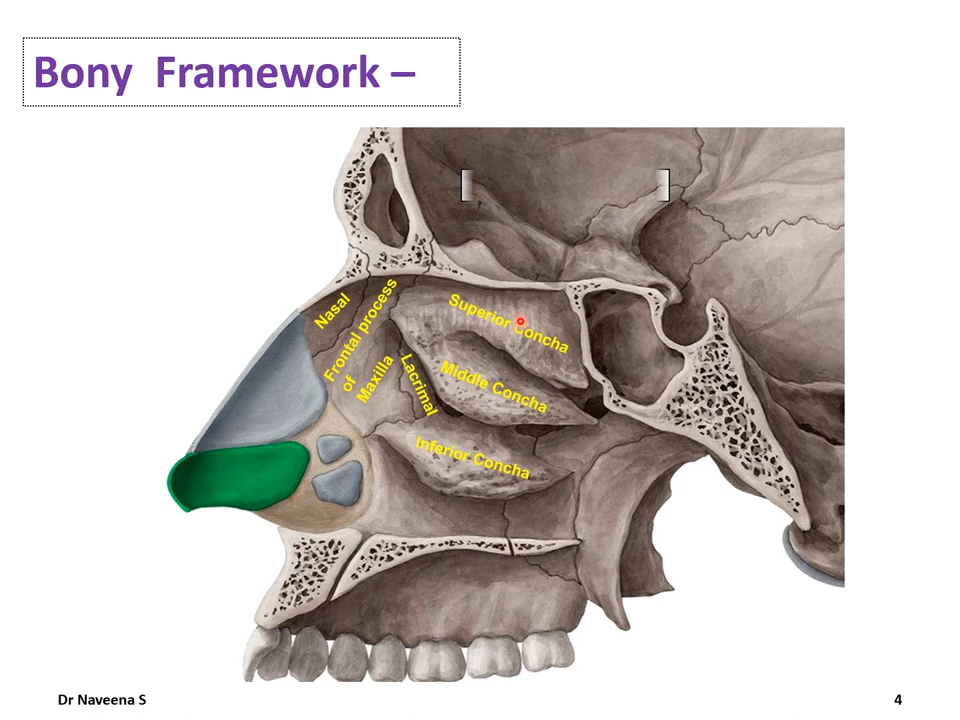 Bony Framework –
Nasal
Frontal process
of
Maxilla
Lacrimal
Superior Concha
Middle Concha
Inferior Concha
Dr Naveena S
4